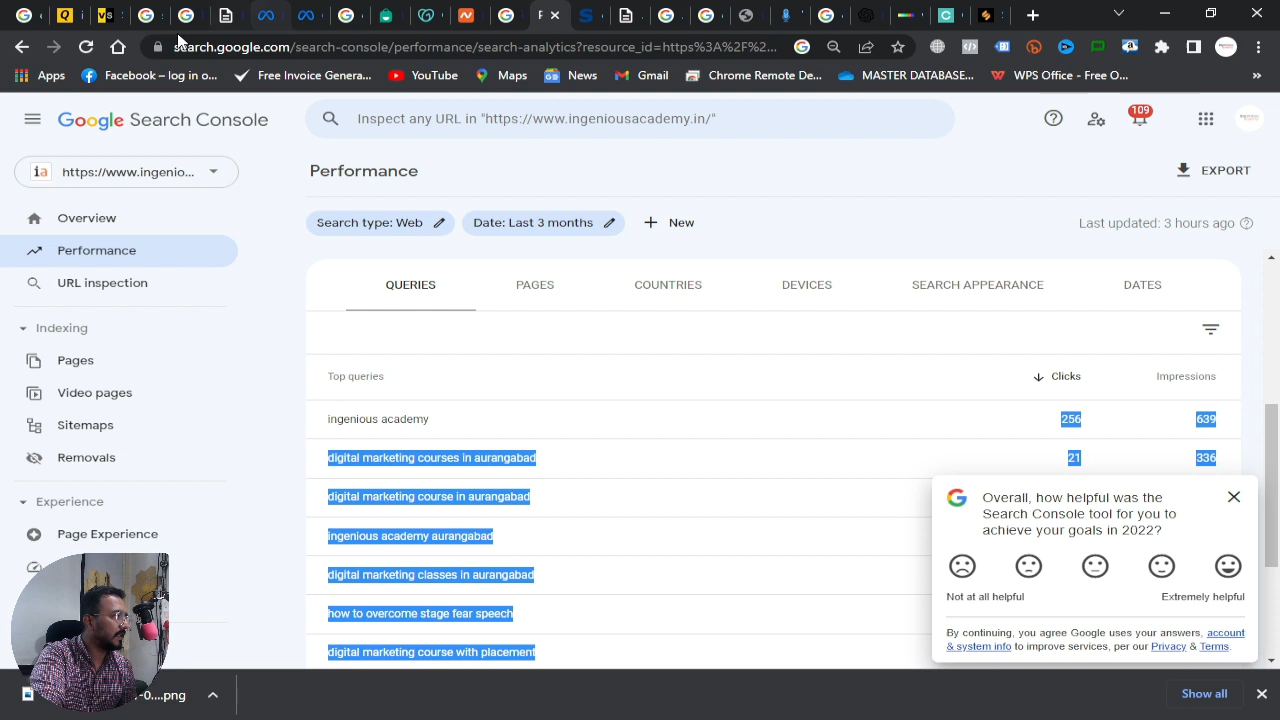 search.google.com/search-console/performance/search-analytics?resource_id=https%3A%2F%2...
Apps
Facebook – log in o...
Free Invoice Genera...
YouTube
Maps
News
Gmail
Chrome Remote De...
MASTER DATABASE...
WPS Office - Free O...
»
Google Search Console
Inspect any URL in "https://www.ingeniousacademy.in/"
109
ia
https://www.ingenio...
Performance
EXPORT
Overview
Search type: Web
Date: Last 3 months
New
Last updated: 3 hours ago
Performance
URL inspection
QUERIES PAGES COUNTRIES DEVICES SEARCH APPEARANCE DATES
Indexing
Pages
Top queries Clicks Impressions
Video pages
ingenious academy 256 639
Sitemaps
digital marketing courses in aurangabad 21 336
Removals
digital marketing course in aurangabad
Experience
ingenious academy aurangabad
Page Experience
digital marketing classes in aurangabad
how to overcome stage fear speech
digital marketing course with placement
Overall, how helpful was the
Search Console tool for you to
achieve your goals in 2022?
Not at all helpful Extremely helpful
By continuing, you agree Google uses your answers, account
& system info to improve services, per our Privacy & Terms.
-0....png
Show all